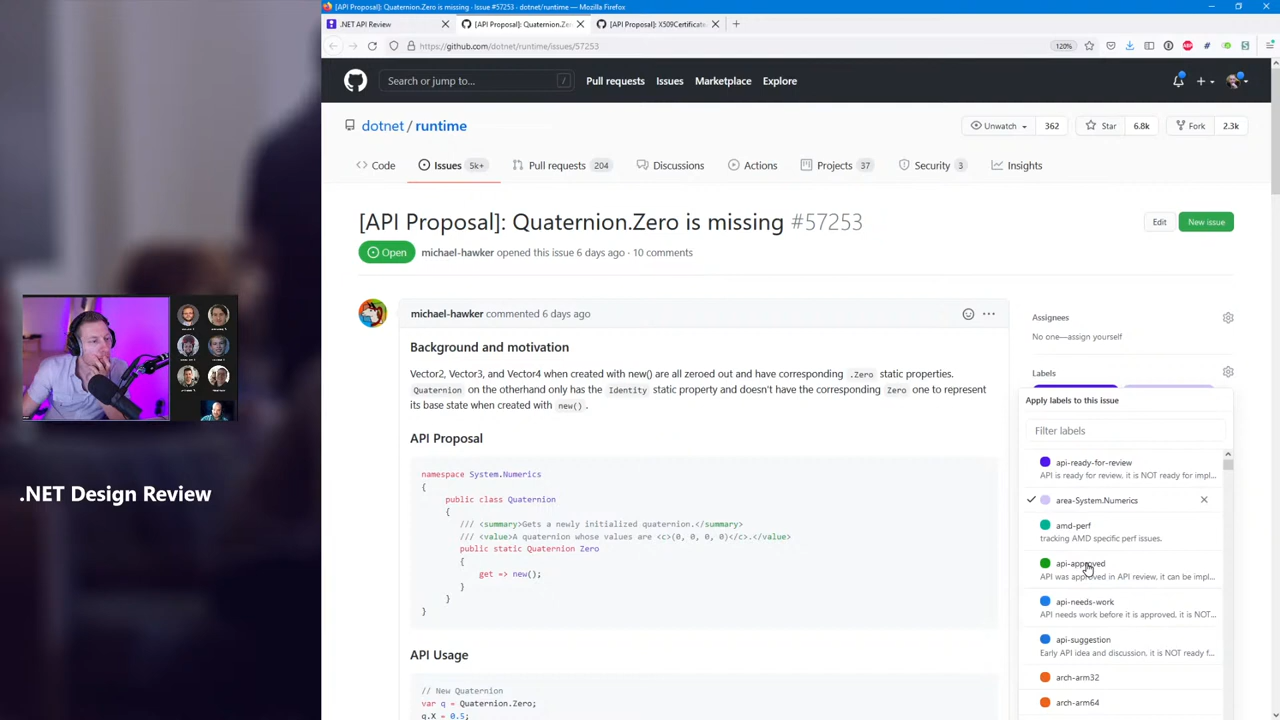 [API Proposal]: Quaternion.Zero is missing · Issue #57253 · dotnet/runtime — Mozilla Firefox
.NET API Review
[API Proposal]: Quaternion.Ze
[API Proposal]: X509Certificate
https://github.com/dotnet/runtime/issues/57253
120%
Search or jump to...
/
Pull requests
Issues
Marketplace
Explore
dotnet / runtime
Unwatch
362
Star
6.8k
Fork
2.3k
Code
Issues 5k+
Pull requests 204
Discussions
Actions
Projects 37
Security 3
Insights
[API Proposal]: Quaternion.Zero is missing #57253
Edit
New issue
Open
michael-hawker opened this issue 6 days ago · 10 comments
michael-hawker commented 6 days ago
Background and motivation
Vector2, Vector3, and Vector4 when created with new() are all zeroed out and have corresponding .Zero static properties.
Quaternion on the otherhand only has the Identity static property and doesn't have the corresponding Zero one to represent
its base state when created with new().
API Proposal
namespace System.Numerics
{
public class Quaternion
{
/// <summary>Gets a newly initialized quaternion.</summary>
/// <value>A quaternion whose values are <c>(0, 0, 0, 0)</c>.</value>
public static Quaternion Zero
{
get => new();
}
}
API Usage
// New Quaternion
var q = Quaternion.Zero;
q.X = 0.5;
Assignees
No one—assign yourself
Labels
Apply labels to this issue
Filter labels
api-ready-for-review
API is ready for review, it is NOT ready for impl...
area-System.Numerics
amd-perf
tracking AMD specific perf issues.
api-approved
API was approved in API review, it can be impl...
api-needs-work
API needs work before it is approved, it is NOT...
api-suggestion
Early API idea and discussion, it is NOT ready f...
arch-arm32
arch-arm64
.NET Design Review